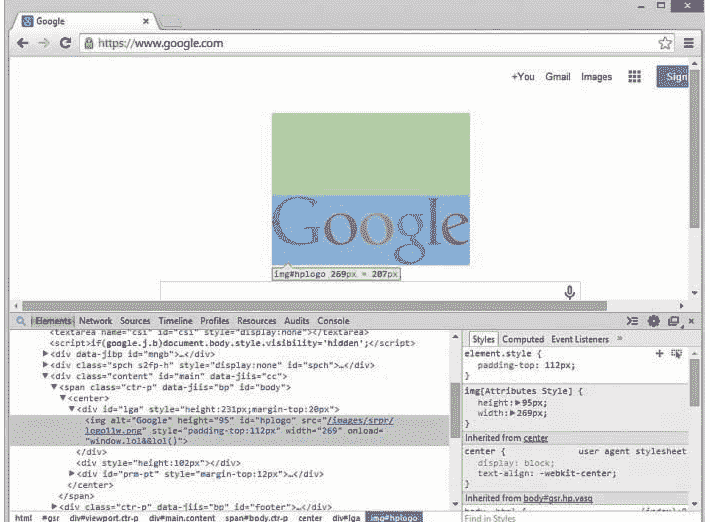 Google
https://www.google.com
+You Gmail Images Sign
Google
img#hplogo 269px × 207px
Elements Network Sources Timeline Profiles Resources Audits Console
<textarea name="csi" id="csi" style="display:none"></textarea>
<script>if(google.j.b)document.body.style.visibility='hidden';</script>
<div data-jibp id="mngb">…</div>
<div class="spch s2fp-h" style="display:none" id="spch">…</div>
<div class="content" id="main" data-jiis="cc">
<span class="ctr-p" data-jiis="bp" id="body">
<center>
<div id="lga" style="height:231px;margin-top:20px">
<img alt="Google" height="95" id="hplogo" src="/images/srpr/
logo11w.png" style="padding-top:112px" width="269" onload=
"window.lol&&lol()">
</div>
<div style="height:102px"></div>
<div id="prm-pt" style="margin-top:12px">…</div>
</center>
</span>
<div class="ctr-p" data-jiis="bp" id="footer">…</div>
html #gsr div#viewport.ctr-p div#main.content span#body.ctr-p center div#lga img#hplogo
Styles Computed Event Listeners »
element.style {
padding-top: 112px;
}
img[Attributes Style] {
height: 95px;
width: 269px;
}
Inherited from center
center { user agent stylesheet
display: block;
text-align: -webkit-center;
}
Inherited from body#gsr.hp.vasq
Find in Styles